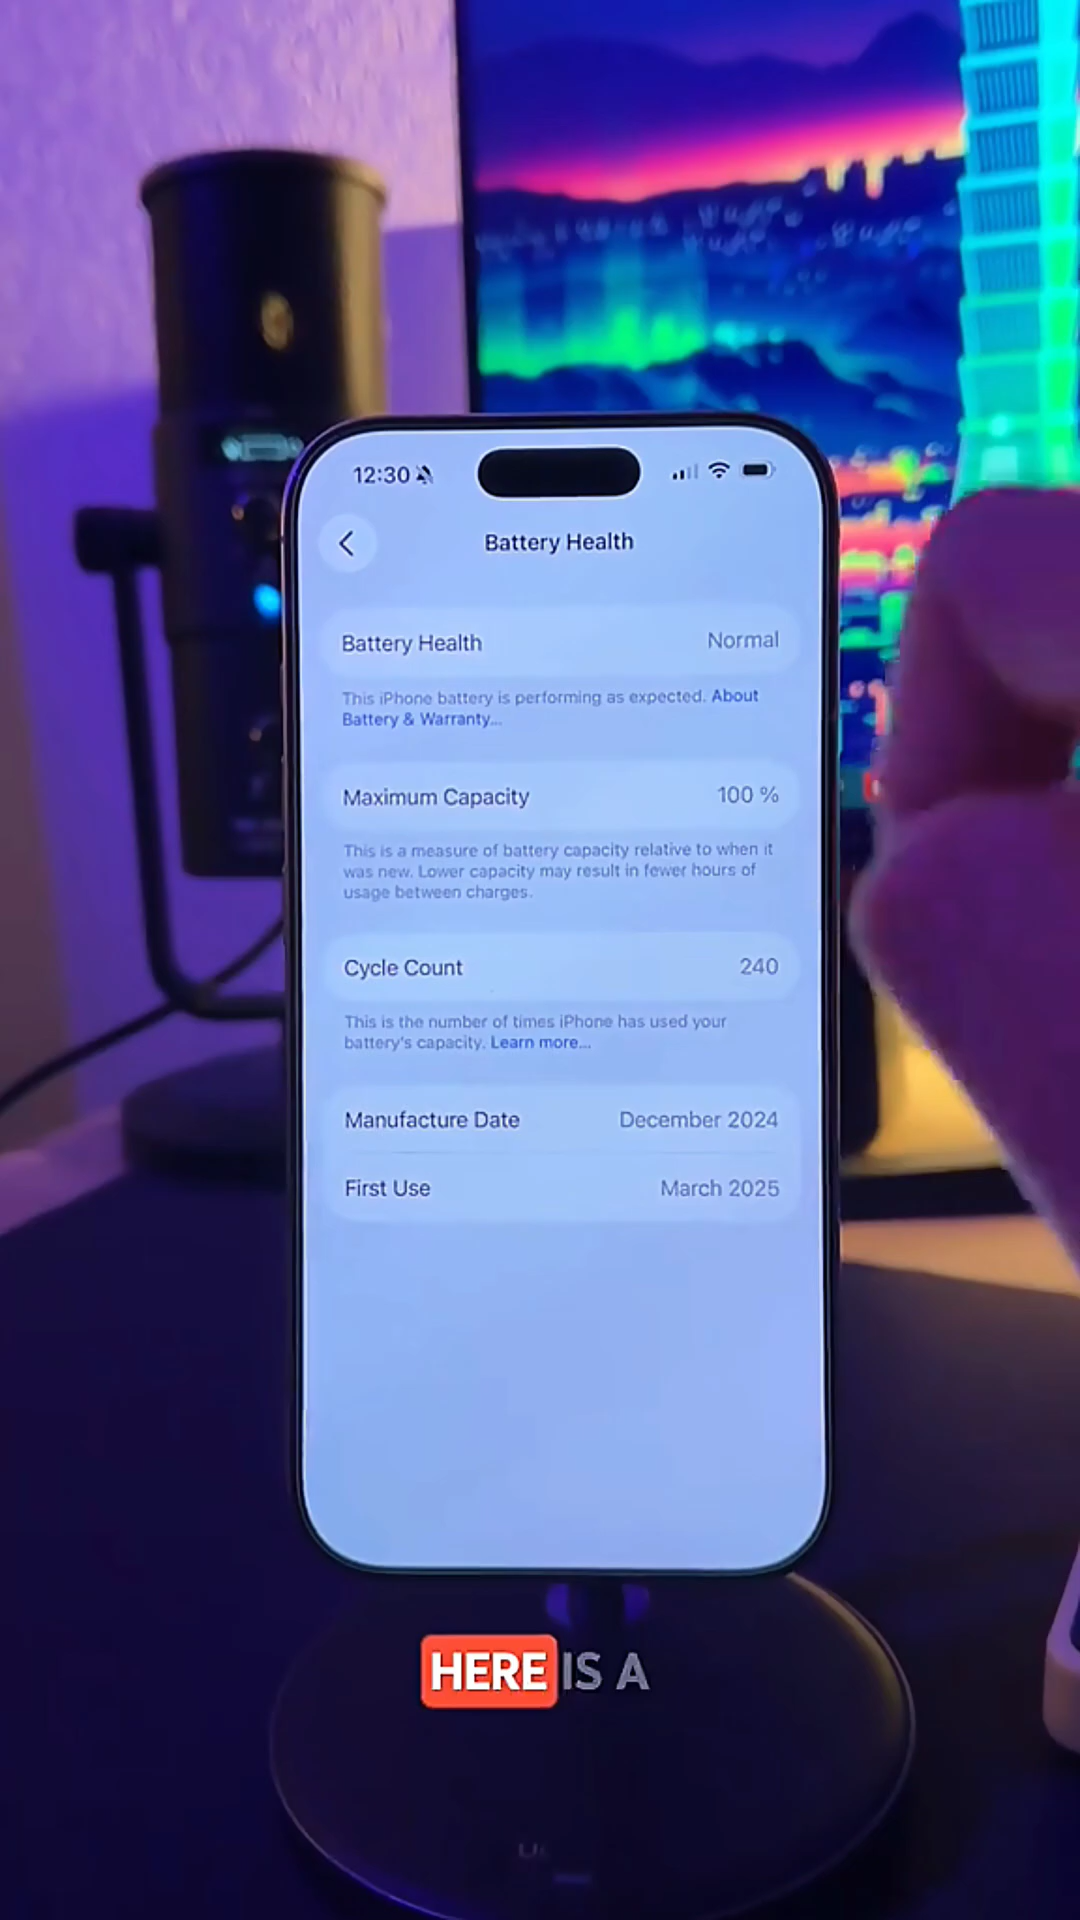 12:30
Battery Health
Battery Health Normal
This iPhone battery is performing as expected. About
Battery & Warranty...
Maximum Capacity 100 %
This is a measure of battery capacity relative to when it
was new. Lower capacity may result in fewer hours of
usage between charges.
Cycle Count 240
This is the number of times iPhone has used your
battery's capacity. Learn more...
Manufacture Date December 2024
First Use March 2025
HERE IS A